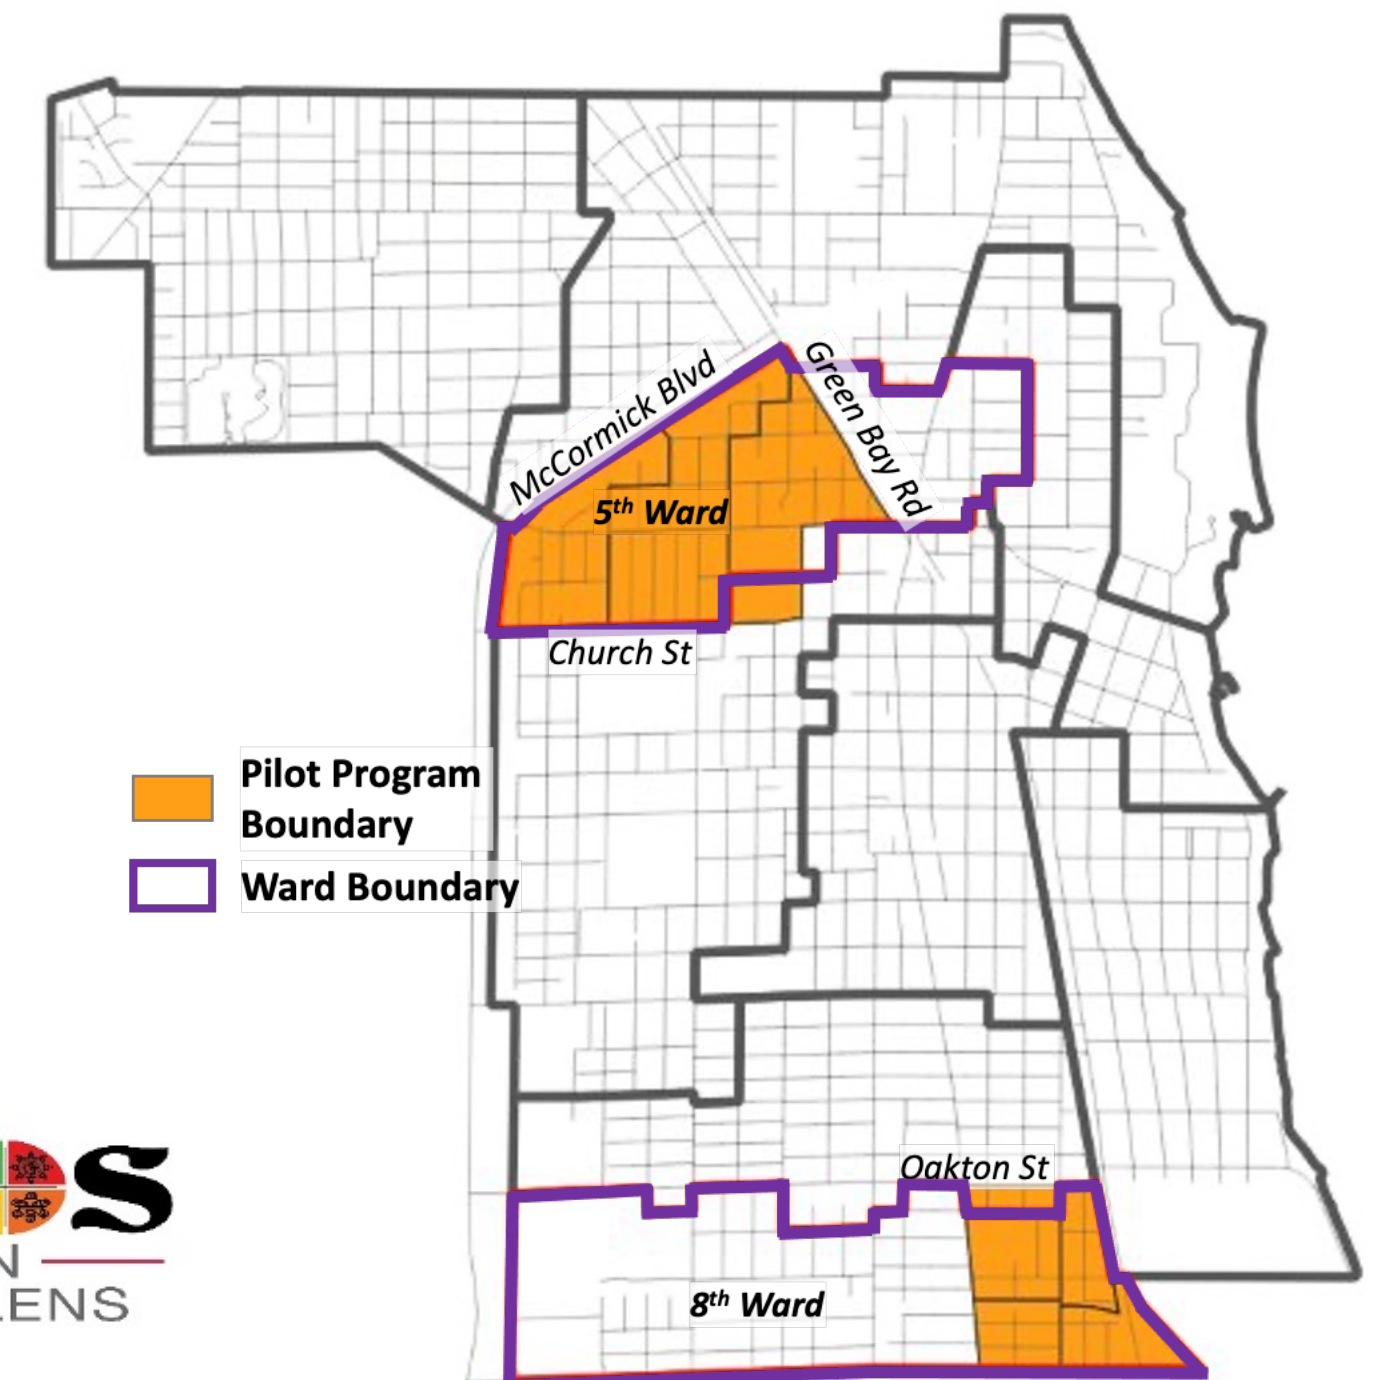 McCormick Blvd
Green Bay Rd
5th Ward
Church St
Pilot Program
Boundary
Ward Boundary
Oakton St
8th Ward
S
N
ENS